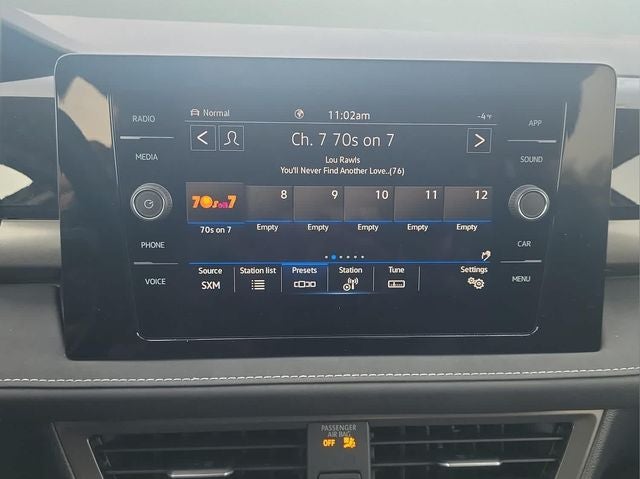 Normal 11:02am -4°F
RADIO APP
< Ch. 7 70s on 7 >
MEDIA Lou Rawls SOUND
You'll Never Find Another Love..(76)
70s on 7 8 9 10 11 12
70s on 7 Empty Empty Empty Empty Empty
PHONE CAR
Source Station list Presets Station Tune Settings
VOICE SXM MENU
PASSENGER
AIR BAG
OFF